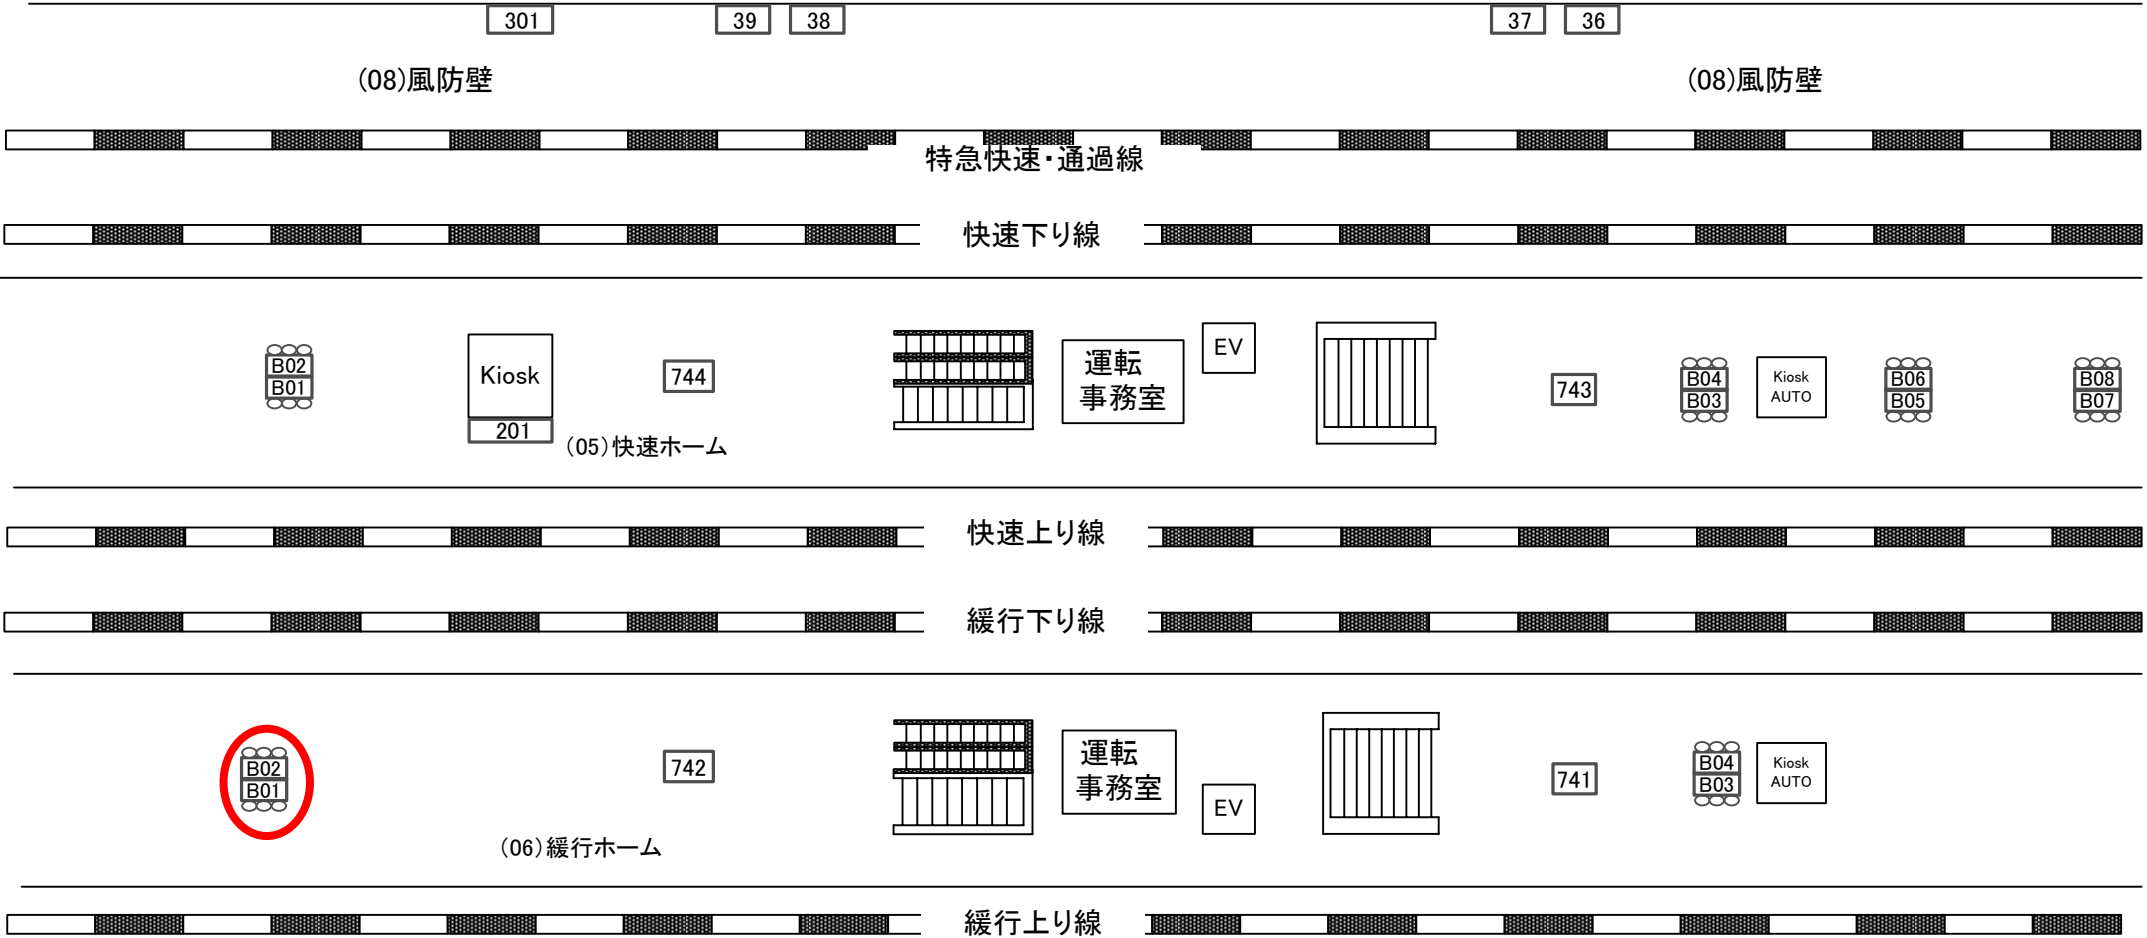 301
39
38
37
36
(08)風防壁
(08)風防壁
特急快速・通過線
快速下り線
B02
B01
Kiosk
201
744
運転
事務室
EV
743
B04
B03
Kiosk
AUTO
B06
B05
B08
B07
(05)快速ホーム
快速上り線
緩行下り線
B02
B01
742
運転
事務室
EV
741
B04
B03
Kiosk
AUTO
(06)緩行ホーム
緩行上り線